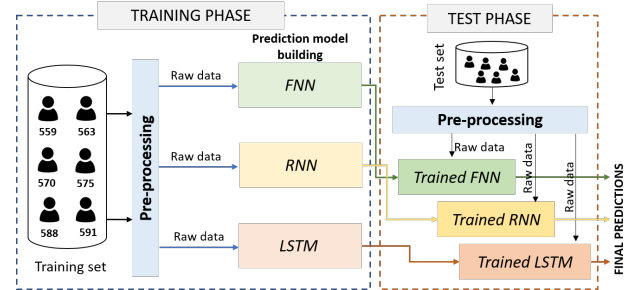 TRAINING PHASE
TEST PHASE
Prediction model
building
Test set
Raw data
FNN
559
563
Pre-processing
Pre-processing
Raw data
570
575
Raw data
RNN
Trained FNN
Raw data
Raw data
588
591
Trained RNN
Raw data
LSTM
Trained LSTM
Training set
FINAL PREDICTIONS